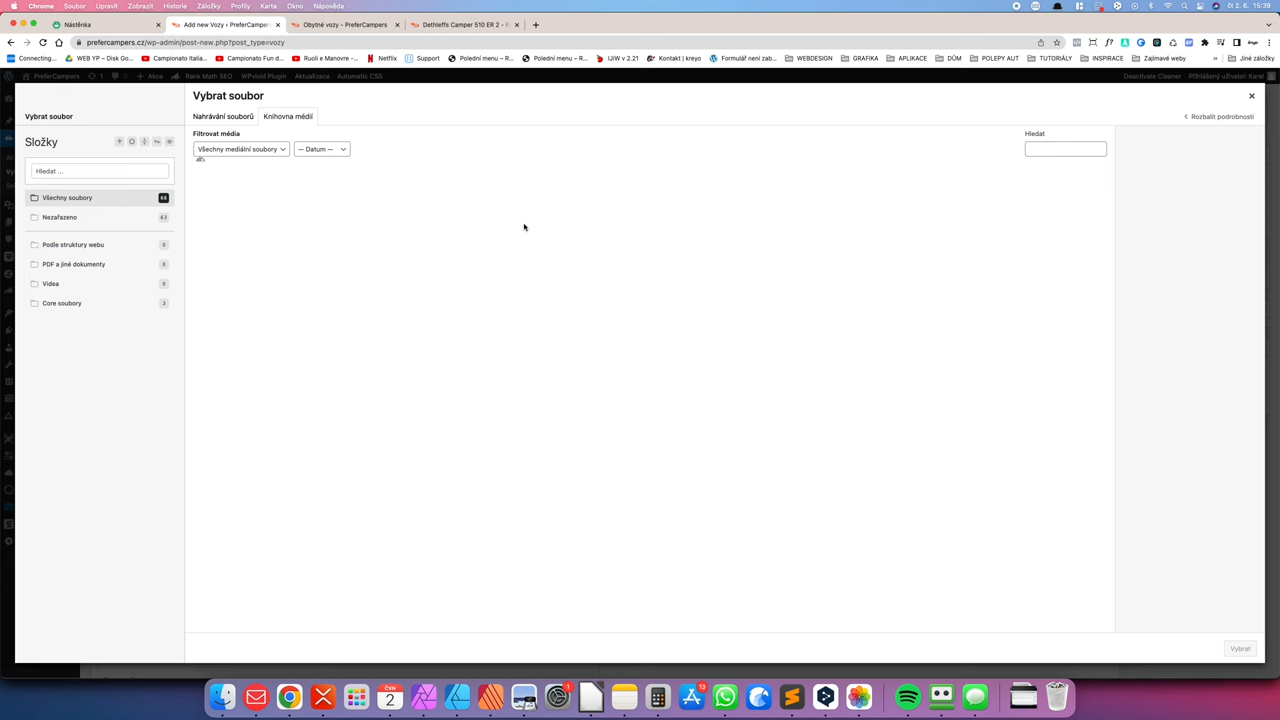 Chrome Soubor Upravit Zobrazit Historie Záložky Profily Karta Okno Nápověda čt 2. 6. 15:39
Nástěnka
Add new Vozy ‹ PreferCamper
Obytné vozy - PreferCampers
Dethleffs Camper 510 ER 2 - P
prefercampers.cz/wp-admin/post-new.php?post_type=vozy
Connecting... WEB YP – Disk Go... Campionato Italia... Campionato Fun d... Netflix Support Polední menu – R... Polední menu – R... IJIW v 2.21 Kontakt | kreyo Formulář není zab... WEBDESIGN GRAFIKA APLIKACE DŮM POLEPY AUT TUTORIÁLY INSPIRACE Zajímavé weby » Jiné záložky
PreferCampers 1 Akce Rank Math SEO WPvivid Plugin Aktualizace Automatic CSS Deactivate Cleaner Přihlášený uživatel: Karel
Vybrat soubor
Vybrat soubor
Nahrávání souborů Knihovna médií
Rozbalit podrobnosti
Složky
Filtrovat média
Hledat
Všechny mediální soubory
— Datum —
Hledat ...
Všechny soubory 66
Nezařazeno 63
Podle struktury webu 0
PDF a jiné dokumenty 0
Videa 0
Core soubory 3
Vybrat
ČVN
2
1
13